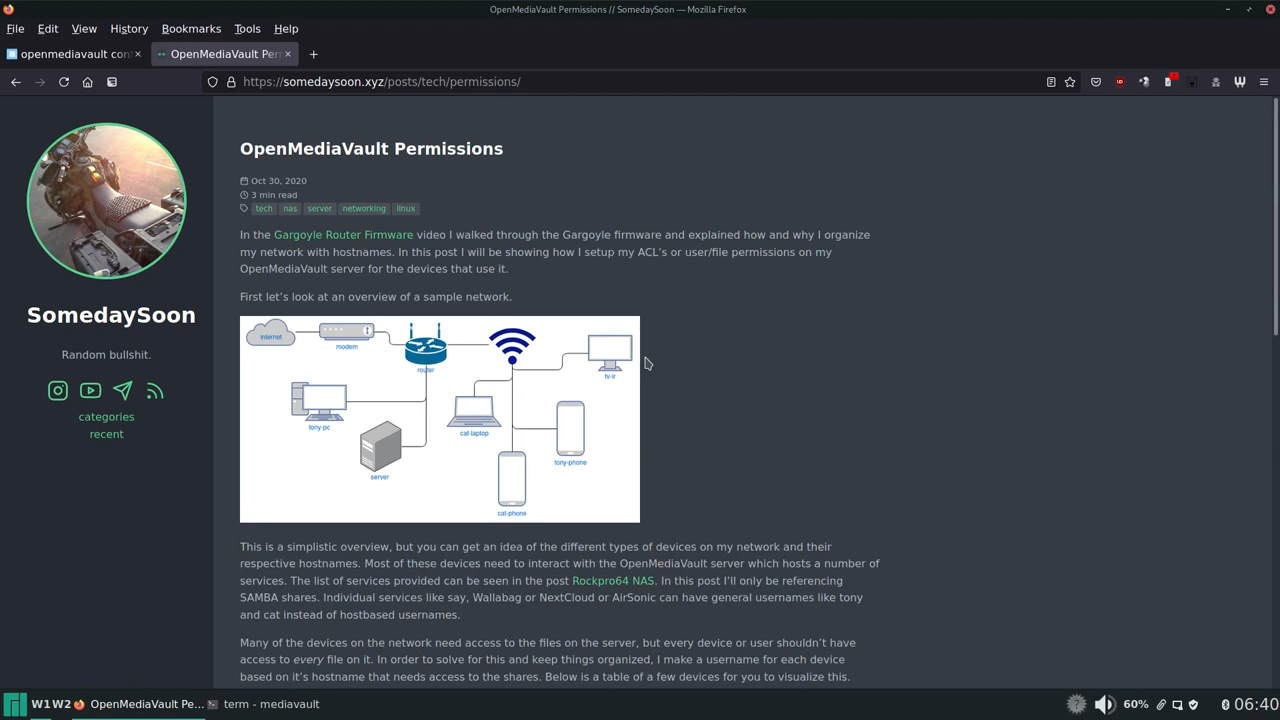 OpenMediaVault Permissions // SomedaySoon — Mozilla Firefox
File Edit View History Bookmarks Tools Help
openmediavault con
OpenMediaVault Per
https://somedaysoon.xyz/posts/tech/permissions/
OpenMediaVault Permissions
Oct 30, 2020
3 min read
tech nas server networking linux
In the Gargoyle Router Firmware video I walked through the Gargoyle firmware and explained how and why I organize
my network with hostnames. In this post I will be showing how I setup my ACL’s or user/file permissions on my
OpenMediaVault server for the devices that use it.
First let’s look at an overview of a sample network.
internet
modem
router
tv-lr
tony-pc
cat-laptop
server
tony-phone
cat-phone
This is a simplistic overview, but you can get an idea of the different types of devices on my network and their
respective hostnames. Most of these devices need to interact with the OpenMediaVault server which hosts a number of
services. The list of services provided can be seen in the post Rockpro64 NAS. In this post I’ll only be referencing
SAMBA shares. Individual services like say, Wallabag or NextCloud or AirSonic can have general usernames like tony
and cat instead of hostbased usernames.
Many of the devices on the network need access to the files on the server, but every device or user shouldn’t have
access to every file on it. In order to solve for this and keep things organized, I make a username for each device
based on it’s hostname that needs access to the shares. Below is a table of a few devices for you to visualize this.
SomedaySoon
Random bullshit.
categories
recent
W1 W2 OpenMediaVault Pe... term - mediavault
60%
06:40